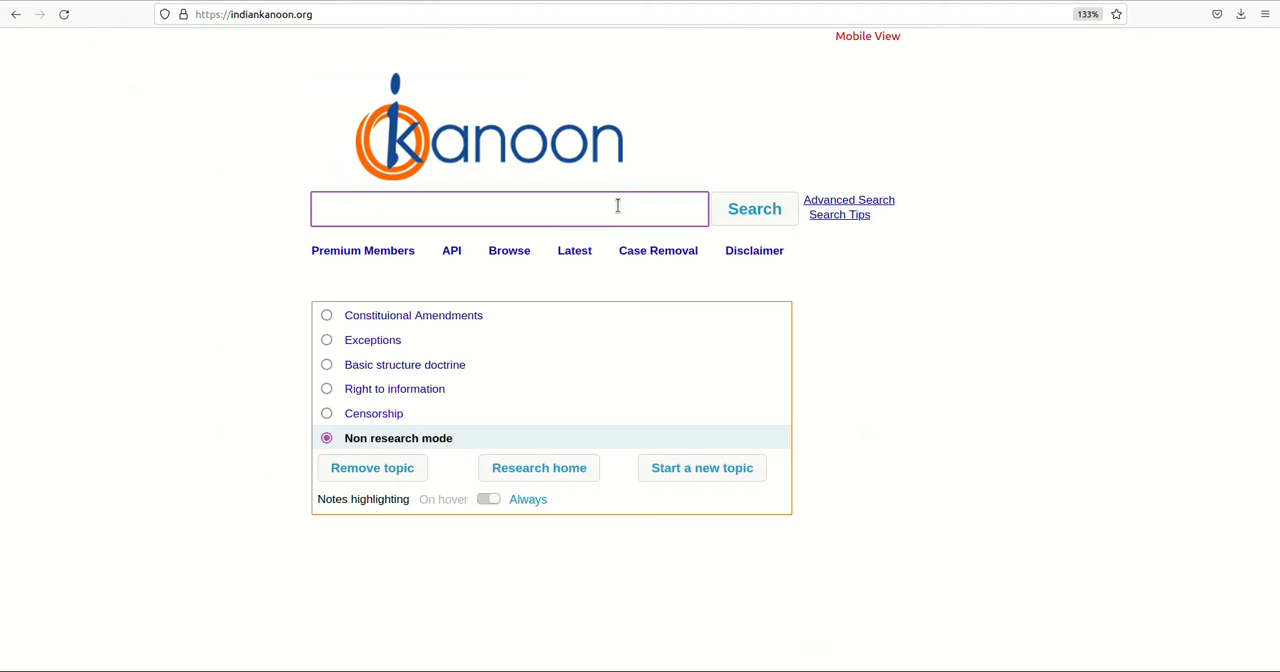 https://indiankanoon.org
133%
Mobile View
ikanoon
Search
Advanced Search
Search Tips
Premium Members API Browse Latest Case Removal Disclaimer
Constituional Amendments
Exceptions
Basic structure doctrine
Right to information
Censorship
Non research mode
Remove topic Research home Start a new topic
Notes highlighting On hover Always